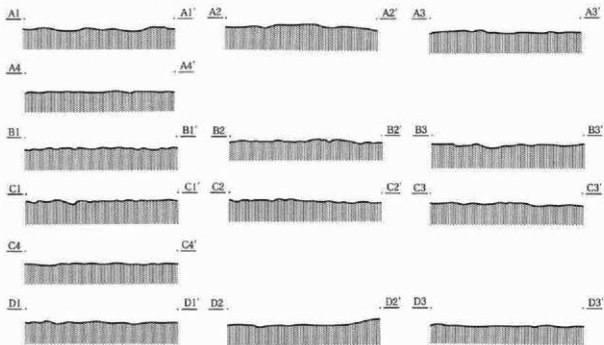 A1 A1' A2 A2' A3 A3'
A4 A4'
B1 B1' B2 B2' B3 B3'
C1 C1' C2 C2' C3 C3'
C4 C4'
D1 D1' D2 D2' D3 D3'